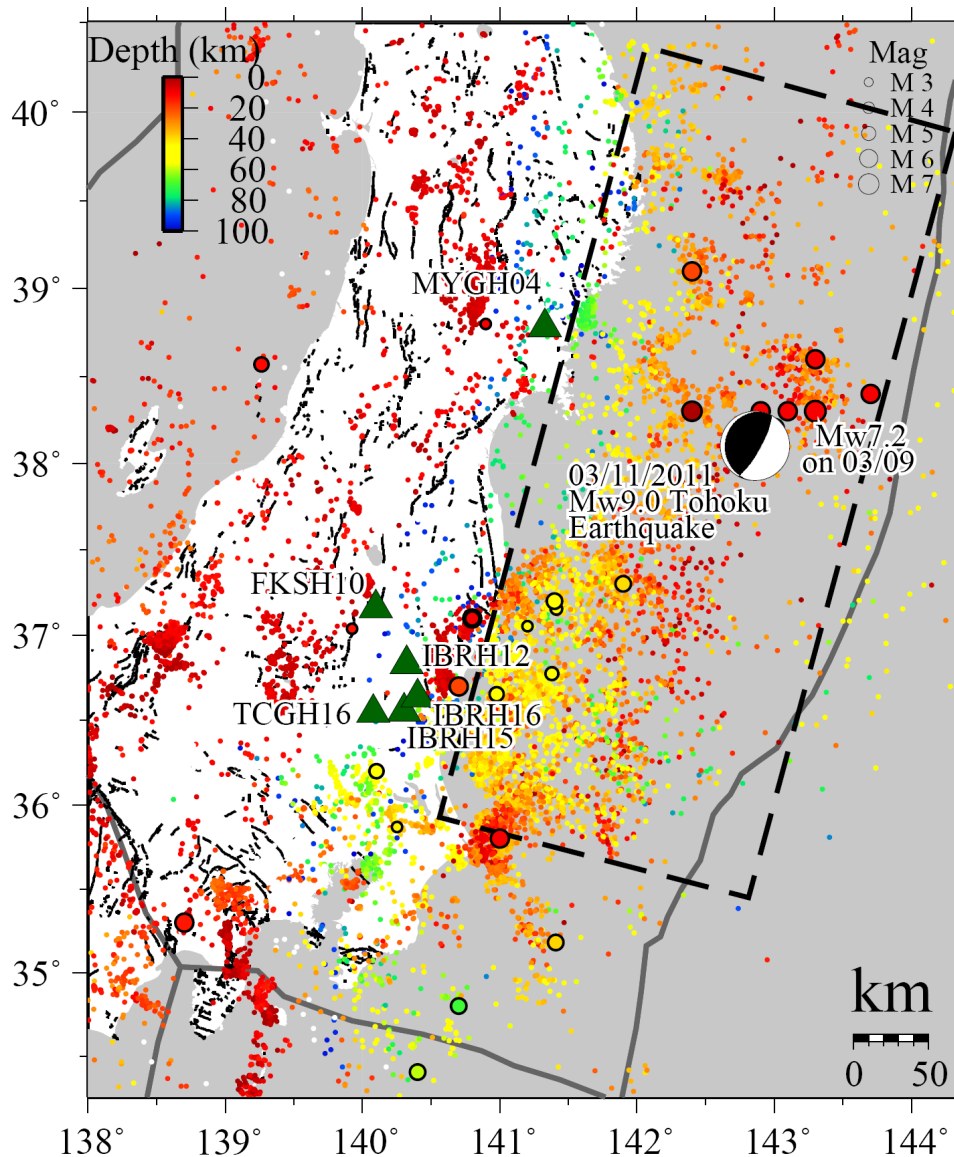 Depth (km)
0
20
40
60
80
100
Mag
M 3
M 4
M 5
M 6
M 7
40°
39°
38°
37°
36°
35°
MYGH04
Mw7.2
on 03/09
03/11/2011
Mw9.0 Tohoku
Earthquake
FKSH10
IBRH12
TCGH16
IBRH16
IBRH15
km
0 50
138° 139° 140° 141° 142° 143° 144°